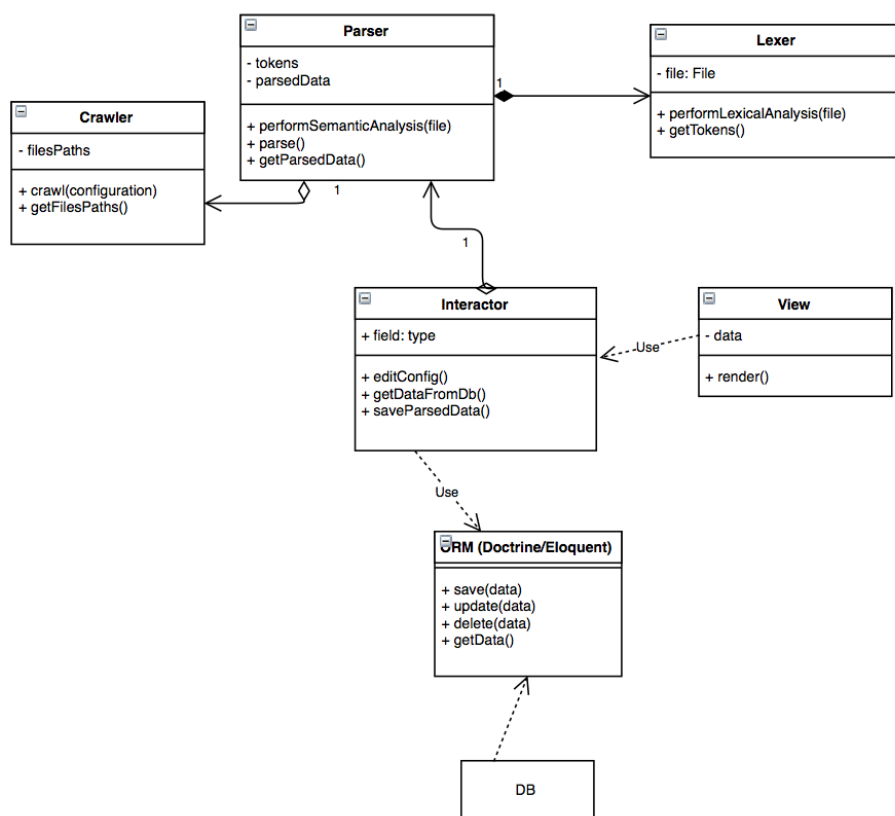 Parser
- tokens
- parsedData
+ performSemanticAnalysis(file)
+ parse()
+ getParsedData()
1
1
Lexer
- file: File
+ performLexicalAnalysis(file)
+ getTokens()
Crawler
- filesPaths
+ crawl(configuration)
+ getFilesPaths()
1
Interactor
+ field: type
+ editConfig()
+ getDataFromDb()
+ saveParsedData()
View
- data
+ render()
Use
Use
ORM (Doctrine/Eloquent)
+ save(data)
+ update(data)
+ delete(data)
+ getData()
DB